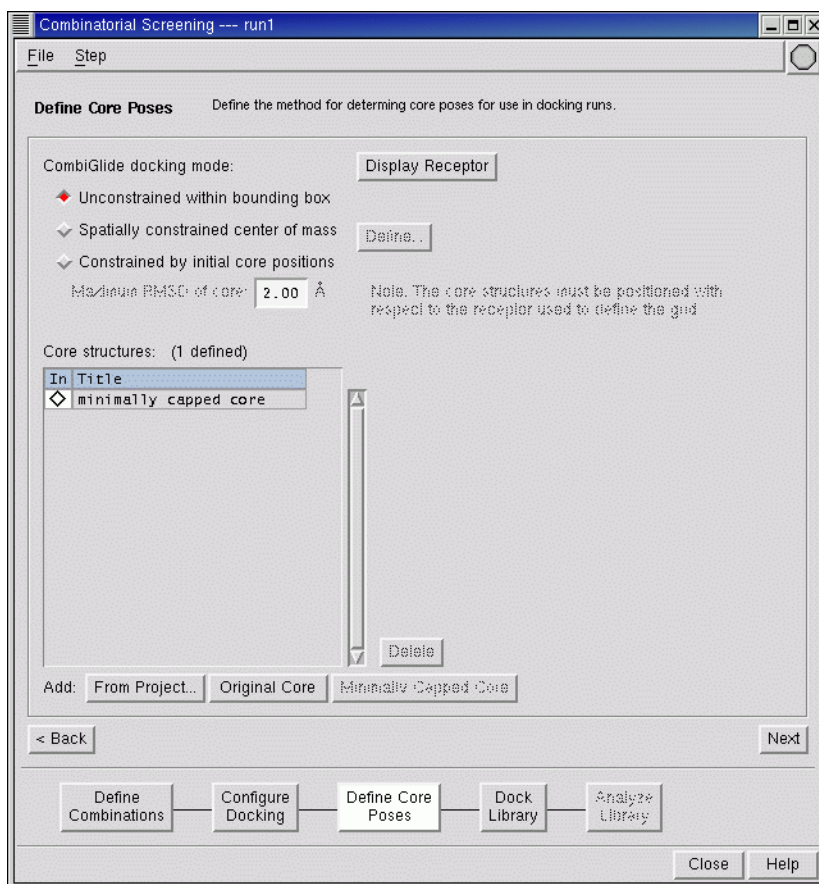 Combinatorial Screening --- run1
File Step
Define Core Poses Define the method for determing core poses for use in docking runs.
CombiGlide docking mode: Display Receptor
Unconstrained within bounding box
Spatially constrained center of mass Define..
Constrained by initial core positions
Maximum RMSD of core: 2.00 Å Note. The core structures must be positioned with
respect to the receptor used to define the grid
Core structures: (1 defined)
In Title
minimally capped core
Delete
Add: From Project... Original Core Minimally Capped Core
< Back Next
Define Configure Define Core Dock Analyze
Combinations Docking Poses Library Library
Close Help